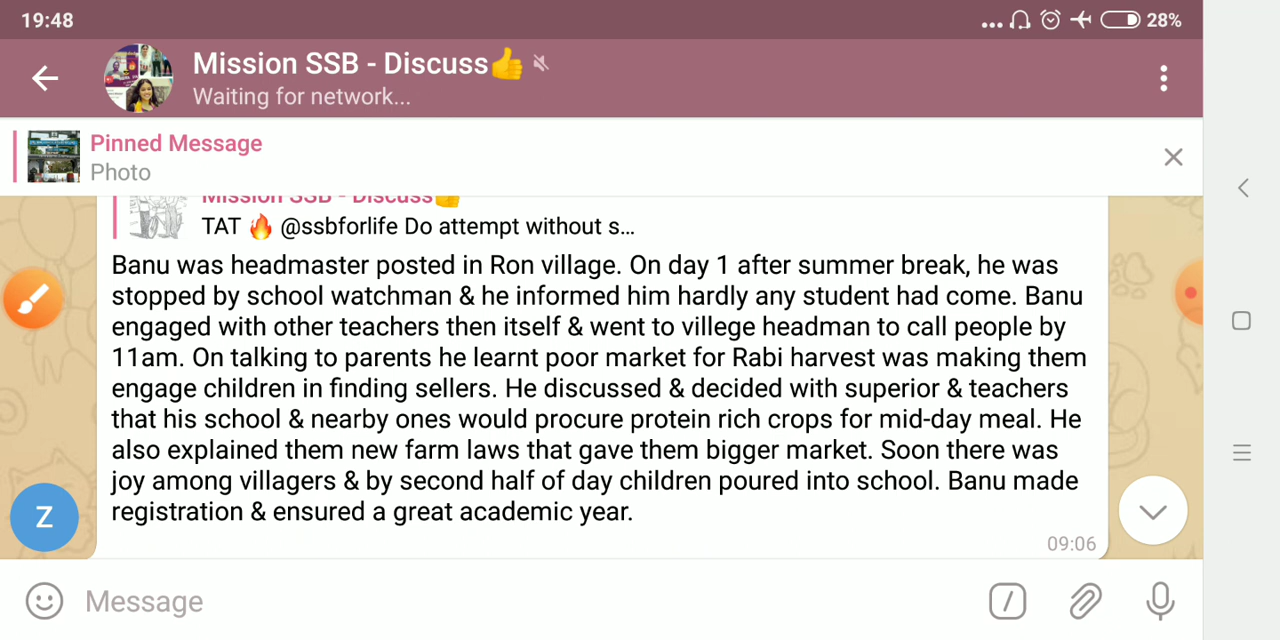 19:48
28%
Mission SSB - Discuss👍
Waiting for network...
Pinned Message
Photo
Mission SSB - Discuss👍
TAT 🔥 @ssbforlife Do attempt without s...
Banu was headmaster posted in Ron village. On day 1 after summer break, he was
stopped by school watchman & he informed him hardly any student had come. Banu
engaged with other teachers then itself & went to villege headman to call people by
11am. On talking to parents he learnt poor market for Rabi harvest was making them
engage children in finding sellers. He discussed & decided with superior & teachers
that his school & nearby ones would procure protein rich crops for mid-day meal. He
also explained them new farm laws that gave them bigger market. Soon there was
joy among villagers & by second half of day children poured into school. Banu made
registration & ensured a great academic year.
09:06
Z
Message